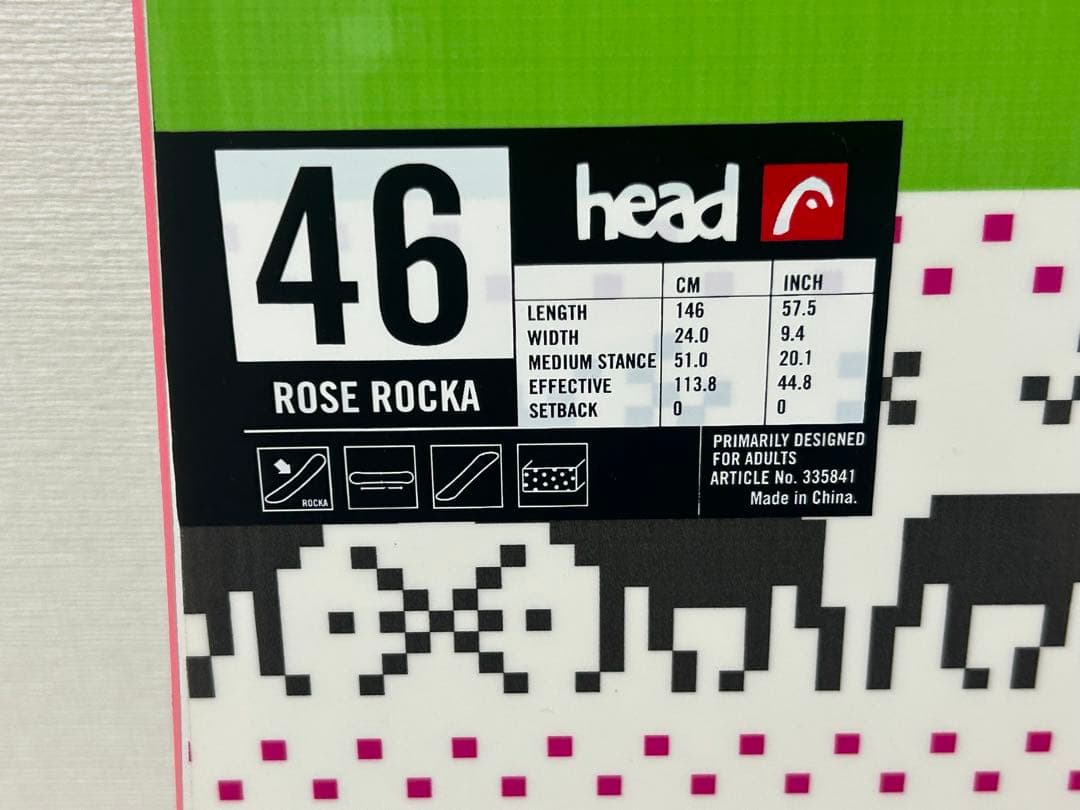 46
head
ROSE ROCKA
CM INCH
LENGTH 146 57.5
WIDTH 24.0 9.4
MEDIUM STANCE 51.0 20.1
EFFECTIVE 113.8 44.8
SETBACK 0 0
ROCKA
PRIMARILY DESIGNED
FOR ADULTS
ARTICLE No. 335841
Made in China.